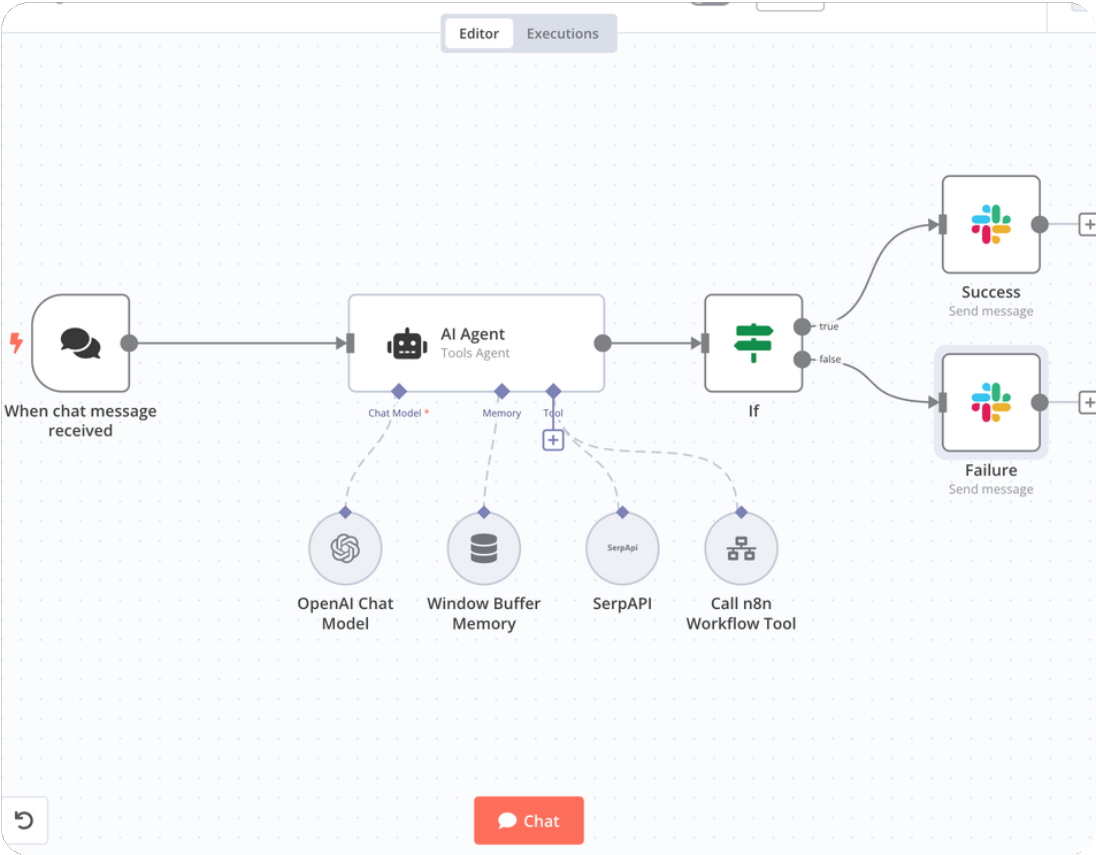 Editor
Executions
Success
Send message
true
AI Agent
Tools Agent
false
When chat message
received
Chat Model *
Memory
Tool
If
Failure
Send message
SerpApi
OpenAI Chat
Model
Window Buffer
Memory
SerpAPI
Call n8n
Workflow Tool
Chat